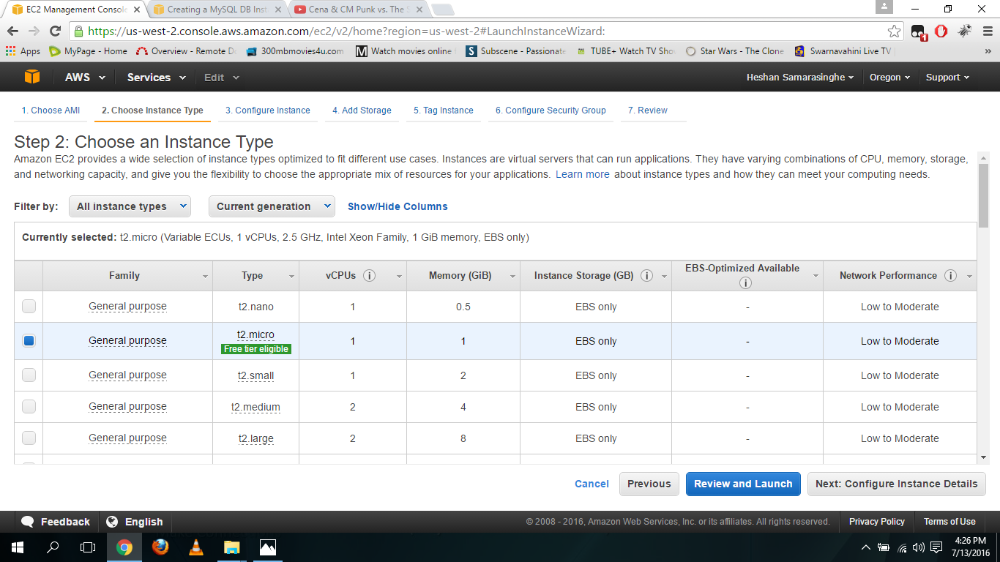 EC2 Management Console
Creating a MySQL DB Inst
Cena & CM Punk vs. The S
https://us-west-2.console.aws.amazon.com/ec2/v2/home?region=us-west-2#LaunchInstanceWizard:
1
Apps
MyPage - Home
Overview - Remote D
300mbmovies4u.com
Watch movies online
Subscene - Passionate
TUBE+ Watch TV Sho
Star Wars - The Clone
Swarnavahini Live TV
»
AWS
Services
Edit
Heshan Samarasinghe
Oregon
Support
1. Choose AMI
2. Choose Instance Type
3. Configure Instance
4. Add Storage
5. Tag Instance
6. Configure Security Group
7. Review
Step 2: Choose an Instance Type
Amazon EC2 provides a wide selection of instance types optimized to fit different use cases. Instances are virtual servers that can run applications. They have varying combinations of CPU, memory, storage,
and networking capacity, and give you the flexibility to choose the appropriate mix of resources for your applications. Learn more about instance types and how they can meet your computing needs.
Filter by: All instance types Current generation Show/Hide Columns
Currently selected: t2.micro (Variable ECUs, 1 vCPUs, 2.5 GHz, Intel Xeon Family, 1 GiB memory, EBS only)
Family Type vCPUs i Memory (GiB) Instance Storage (GB) i EBS-Optimized Available i Network Performance i
General purpose t2.nano 1 0.5 EBS only - Low to Moderate
General purpose t2.micro Free tier eligible 1 1 EBS only - Low to Moderate
General purpose t2.small 1 2 EBS only - Low to Moderate
General purpose t2.medium 2 4 EBS only - Low to Moderate
General purpose t2.large 2 8 EBS only - Low to Moderate
Cancel Previous Review and Launch Next: Configure Instance Details
Feedback English © 2008 - 2016, Amazon Web Services, Inc. or its affiliates. All rights reserved. Privacy Policy Terms of Use
4:26 PM
7/13/2016